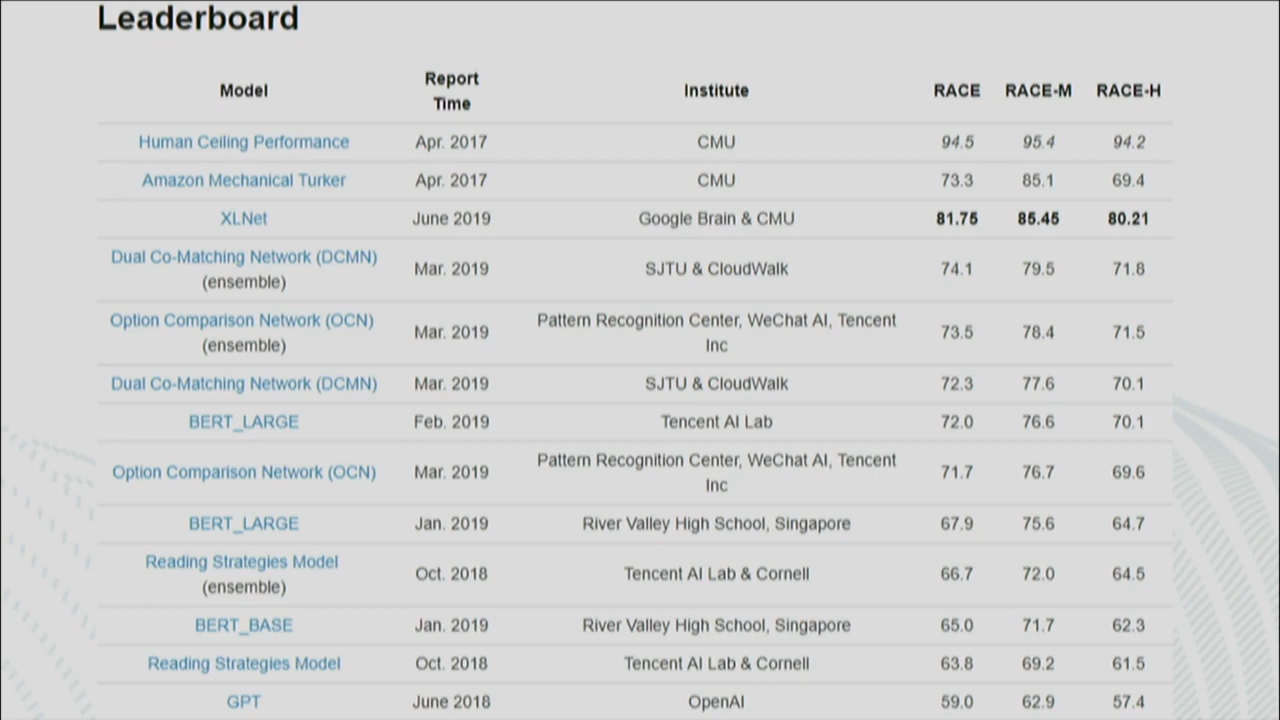 Leaderboard
Model Report Time Institute RACE RACE-M RACE-H
Human Ceiling Performance Apr. 2017 CMU 94.5 95.4 94.2
Amazon Mechanical Turker Apr. 2017 CMU 73.3 85.1 69.4
XLNet June 2019 Google Brain & CMU 81.75 85.45 80.21
Dual Co-Matching Network (DCMN) (ensemble) Mar. 2019 SJTU & CloudWalk 74.1 79.5 71.8
Option Comparison Network (OCN) (ensemble) Mar. 2019 Pattern Recognition Center, WeChat AI, Tencent Inc 73.5 78.4 71.5
Dual Co-Matching Network (DCMN) Mar. 2019 SJTU & CloudWalk 72.3 77.6 70.1
BERT_LARGE Feb. 2019 Tencent AI Lab 72.0 76.6 70.1
Option Comparison Network (OCN) Mar. 2019 Pattern Recognition Center, WeChat AI, Tencent Inc 71.7 76.7 69.6
BERT_LARGE Jan. 2019 River Valley High School, Singapore 67.9 75.6 64.7
Reading Strategies Model (ensemble) Oct. 2018 Tencent AI Lab & Cornell 66.7 72.0 64.5
BERT_BASE Jan. 2019 River Valley High School, Singapore 65.0 71.7 62.3
Reading Strategies Model Oct. 2018 Tencent AI Lab & Cornell 63.8 69.2 61.5
GPT June 2018 OpenAI 59.0 62.9 57.4